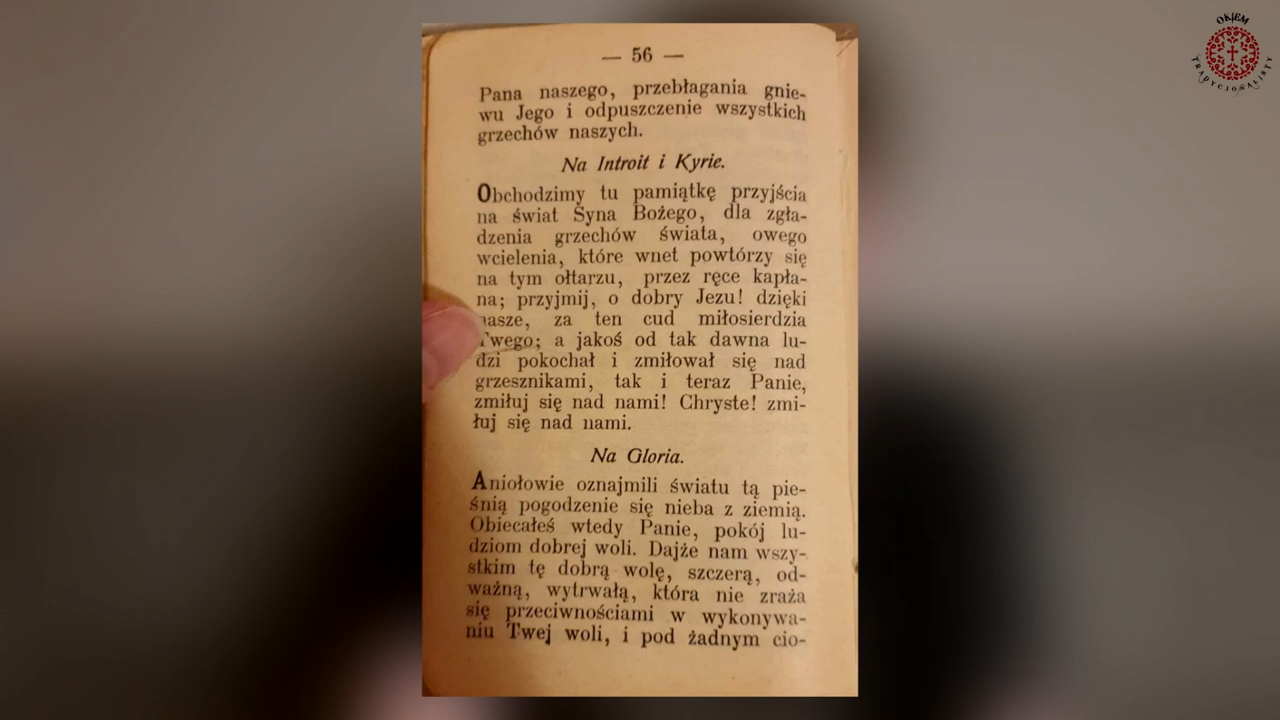 — 56 —
Pana naszego, przebłagania gnie-
wu Jego i odpuszczenie wszystkich
grzechów naszych.
Na Introit i Kyrie.
Obchodzimy tu pamiątkę przyjścia
na świat Syna Bożego, dla zgła-
dzenia grzechów świata, owego
wcielenia, które wnet powtórzy się
na tym ołtarzu, przez ręce kapła-
na; przyjmij, o dobry Jezu! dzięki
nasze, za ten cud miłosierdzia
Twego; a jakoś od tak dawna lu-
dzi pokochał i zmiłował się nad
grzesznikami, tak i teraz Panie,
zmiłuj się nad nami! Chryste! zmi-
łuj się nad nami.
Na Gloria.
Aniołowie oznajmili światu tą pie-
śnią pogodzenie się nieba z ziemią.
Obiecałeś wtedy Panie, pokój lu-
dziom dobrej woli. Dajże nam wszy-
stkim tę dobrą wolę, szczerą, od-
ważną, wytrwałą, która nie zraża
się przeciwnościami w wykonywa-
niu Twej woli, i pod żadnym cio-
OKIEM
TRADYCJONALISTY